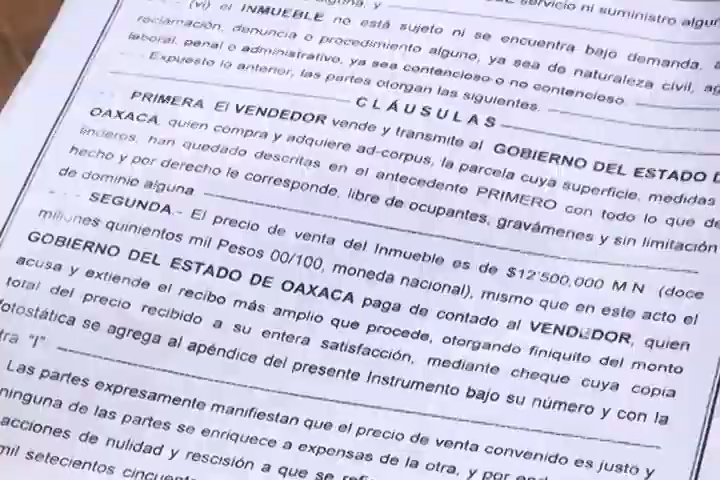 servicio ni suministro algun
(vi) el INMUEBLE no está sujeto ni se encuentra bajo demanda,
reclamación, denuncia o procedimiento alguno, ya sea de naturaleza civil, ag
laboral, penal o administrativo, ya sea contencioso o no contencioso.
Expuesto lo anterior, las partes otorgan las siguientes.
CLÁUSULAS
PRIMERA. El VENDEDOR vende y transmite al GOBIERNO DEL ESTADO D
OAXACA, quien compra y adquiere ad-corpus, la parcela cuya superficie, medidas
linderos, han quedado descritas en el antecedente PRIMERO con todo lo que de
hecho y por derecho le corresponde, libre de ocupantes, gravámenes y sin limitación
de dominio alguna
SEGUNDA.- El precio de venta del Inmueble es de $12'500,000 M N (doce
millones quinientos mil Pesos 00/100, moneda nacional), mismo que en este acto el
GOBIERNO DEL ESTADO DE OAXACA paga de contado al VENDEDOR, quien
acusa y extiende el recibo más amplio que procede, otorgando finiquito del monto
total del precio recibido a su entera satisfacción, mediante cheque cuya copia
fotostática se agrega al apéndice del presente Instrumento bajo su número y con la
tra "I"
Las partes expresamente manifiestan que el precio de venta convenido es justo y
ninguna de las partes se enriquece a expensas de la otra, y por
acciones de nulidad y rescisión a que se
mil setecientos